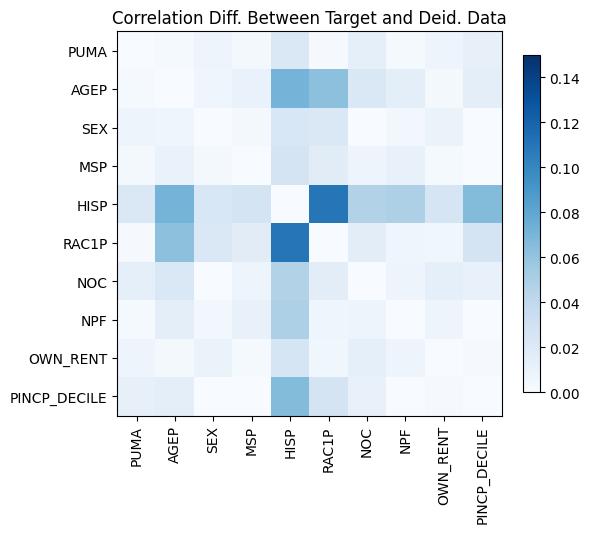 Correlation Diff. Between Target and Deid. Data
PUMA
AGEP
SEX
MSP
HISP
RAC1P
NOC
NPF
OWN_RENT
PINCP_DECILE
PUMA
AGEP
SEX
MSP
HISP
RAC1P
NOC
NPF
OWN_RENT
PINCP_DECILE
0.14
0.12
0.10
0.08
0.06
0.04
0.02
0.00